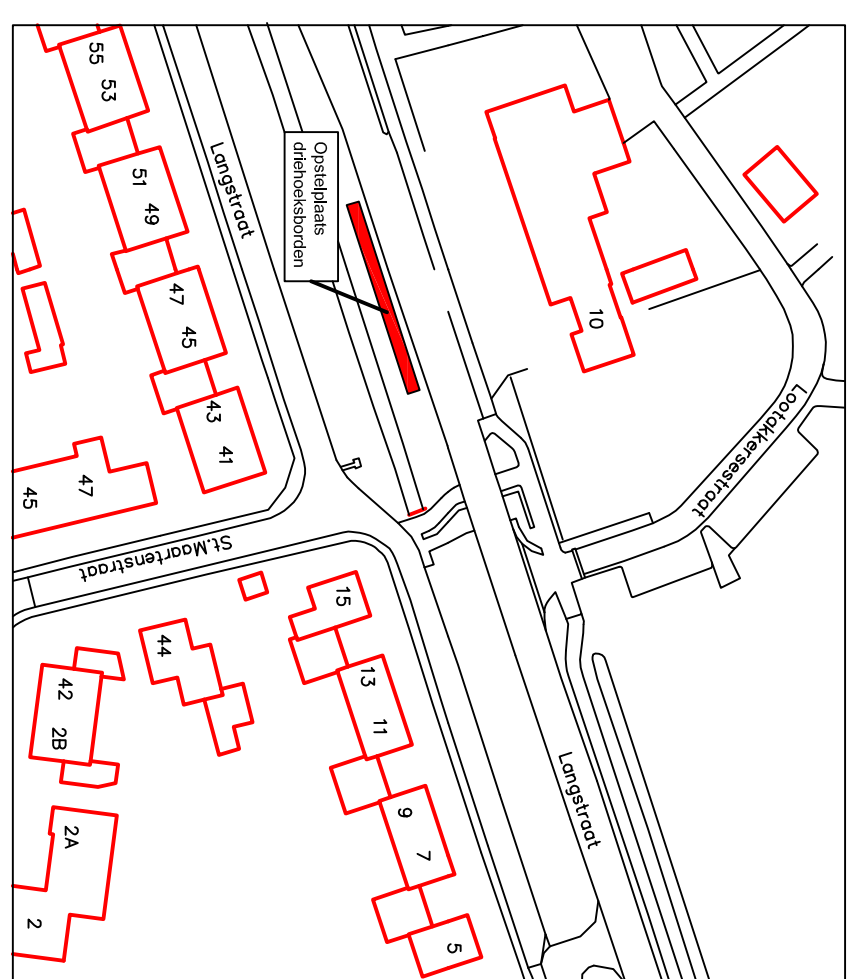 55 53
51 49
47 45
43 41
47
45
Langstraat
Opstelplaats
driehoeksborden
10
Lootakkersestraat
St.Maartenstraat
15
13 11
9 7
5
44
42 2B
2A
2
Langstraat